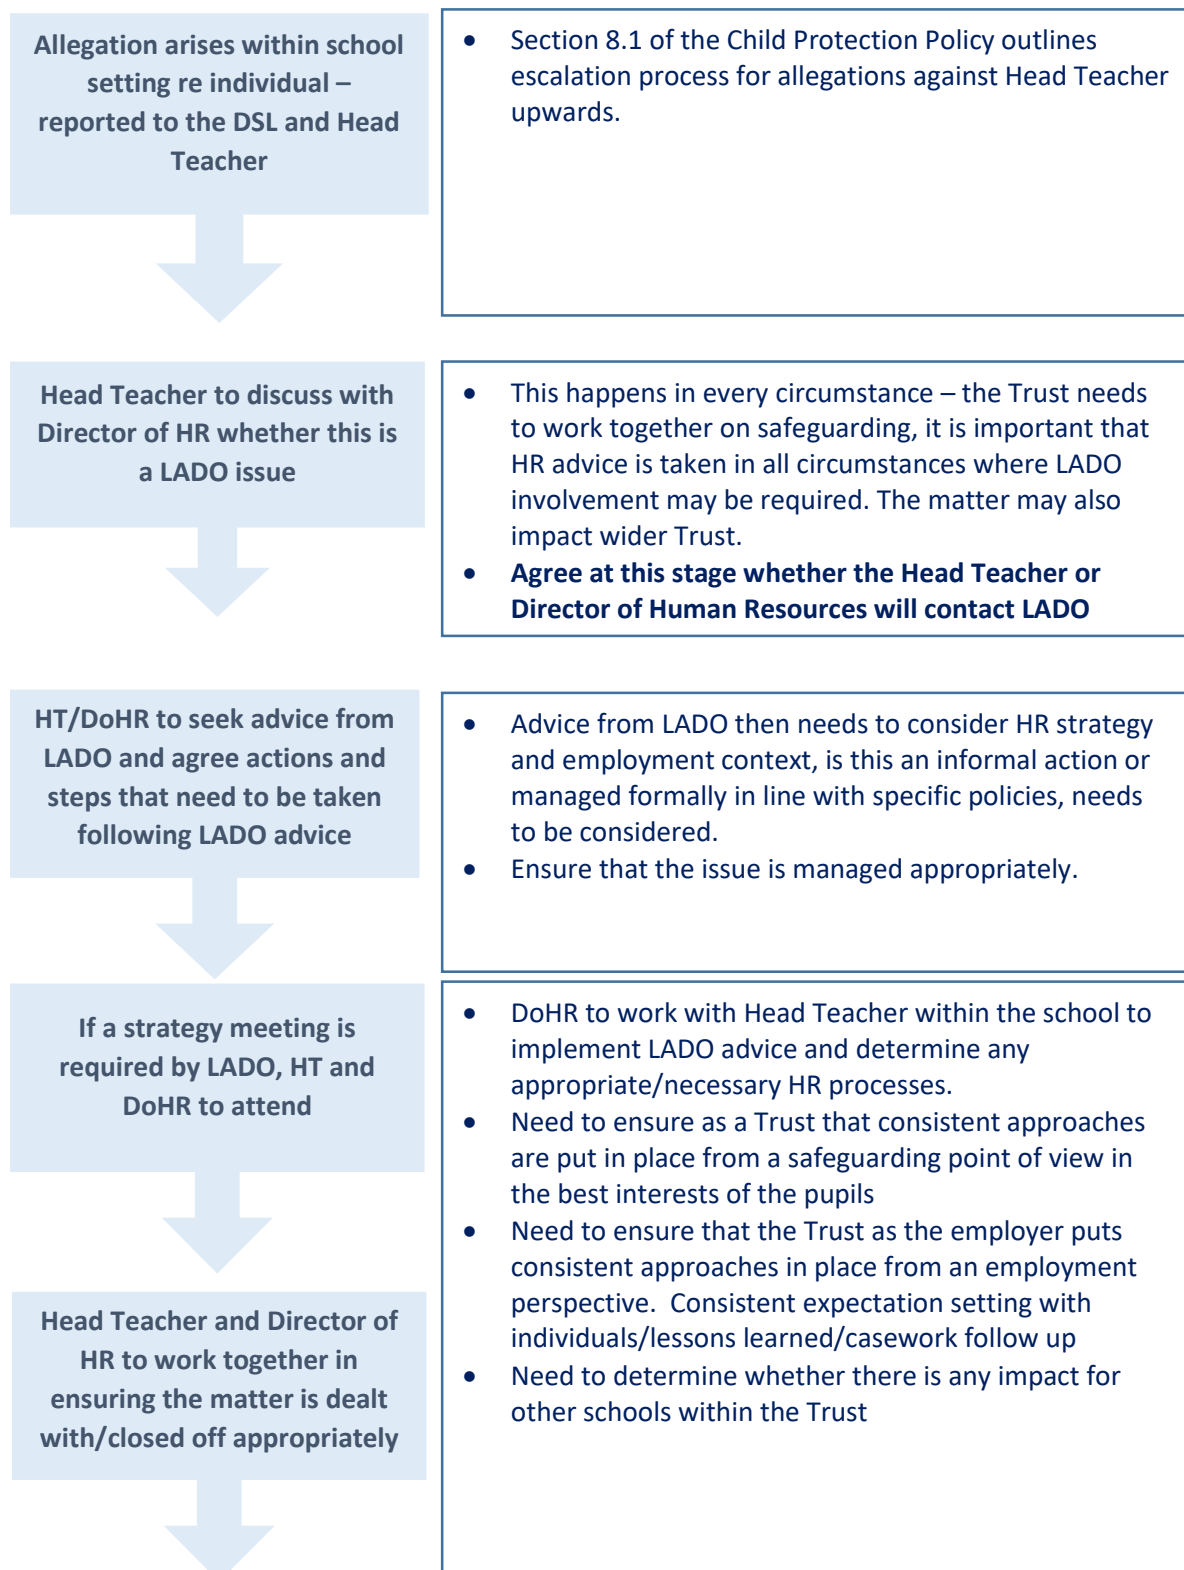 Allegation arises within school
setting re individual –
reported to the DSL and Head
Teacher
• Section 8.1 of the Child Protection Policy outlines
escalation process for allegations against Head Teacher
upwards.
Head Teacher to discuss with
Director of HR whether this is
a LADO issue
• This happens in every circumstance – the Trust needs
to work together on safeguarding, it is important that
HR advice is taken in all circumstances where LADO
involvement may be required. The matter may also
impact wider Trust.
• Agree at this stage whether the Head Teacher or
Director of Human Resources will contact LADO
HT/DoHR to seek advice from
LADO and agree actions and
steps that need to be taken
following LADO advice
• Advice from LADO then needs to consider HR strategy
and employment context, is this an informal action or
managed formally in line with specific policies, needs
to be considered.
• Ensure that the issue is managed appropriately.
If a strategy meeting is
required by LADO, HT and
DoHR to attend
Head Teacher and Director of
HR to work together in
ensuring the matter is dealt
with/closed off appropriately
• DoHR to work with Head Teacher within the school to
implement LADO advice and determine any
appropriate/necessary HR processes.
• Need to ensure as a Trust that consistent approaches
are put in place from a safeguarding point of view in
the best interests of the pupils
• Need to ensure that the Trust as the employer puts
consistent approaches in place from an employment
perspective.  Consistent expectation setting with
individuals/lessons learned/casework follow up
• Need to determine whether there is any impact for
other schools within the Trust